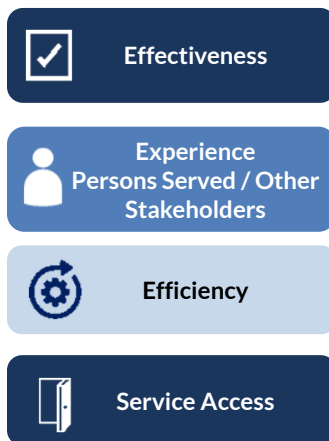 Effectiveness
Experience
Persons Served / Other
Stakeholders
Efficiency
Service Access